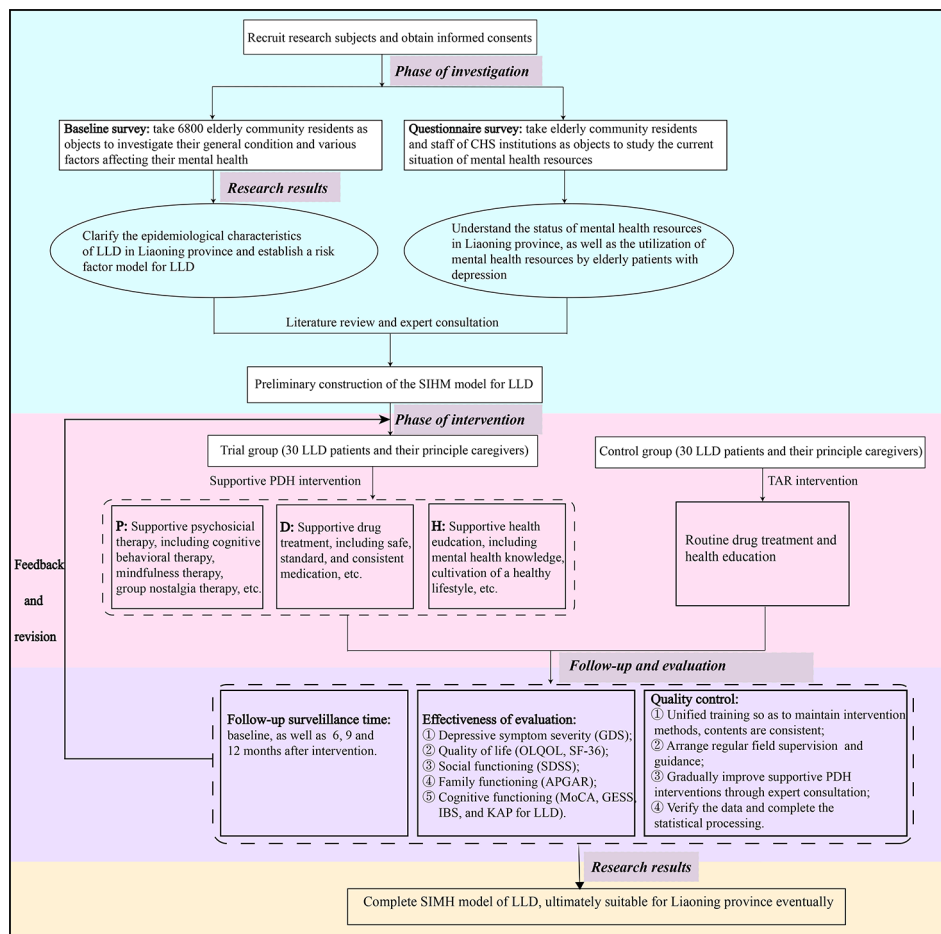 Recruit research subjects and obtain informed consents
Phase of investigation
Baseline survey: take 6800 elderly community residents as
objects to investigate their general condition and various
factors affecting their mental health
Questionnaire survey: take elderly community residents
and staff of CHS institutions as objects to study the current
situation of mental health resources
Research results
Clarify the epidemiological characteristics
of LLD in Liaoning province and establish a risk
factor model for LLD
Understand the status of mental health resources
in Liaoning province, as well as the utilization of
mental health resources by elderly patients with
depression
Literature review and expert consultation
Preliminary construction of the SIHM model for LLD
Phase of intervention
Trial group (30 LLD patients and their principle caregivers)
Control group (30 LLD patients and their principle caregivers)
Supportive PDH intervention
TAR intervention
P: Supportive psychosicial
therapy, including cognitive
behavioral therapy,
mindfulness therapy,
group nostalgia therapy, etc.
D: Supportive drug
treatment, including safe,
standard, and consistent
medication, etc.
H: Supportive health
eudcation, including
mental health knowledge,
cultivation of a healthy
lifestyle, etc.
Routine drug treatment and
health education
Feedback
and
revision
Follow-up and evaluation
Follow-up survelillance time:
baseline, as well as 6, 9 and
12 months after intervention.
Effectiveness of evaluation:
① Depressive symptom severity (GDS);
② Quality of life (OLQOL, SF-36);
③ Social functioning (SDSS);
④ Family functioning (APGAR);
⑤ Cognitive functioning (MoCA, GESS,
IBS, and KAP for LLD).
Quality control:
① Unified training so as to maintain intervention
methods, contents are consistent;
② Arrange regular field supervision and
guidance;
③ Gradually improve supportive PDH
interventions through expert consultation;
④ Verify the data and complete the
statistical processing.
Research results
Complete SIMH model of LLD, ultimately suitable for Liaoning province eventually